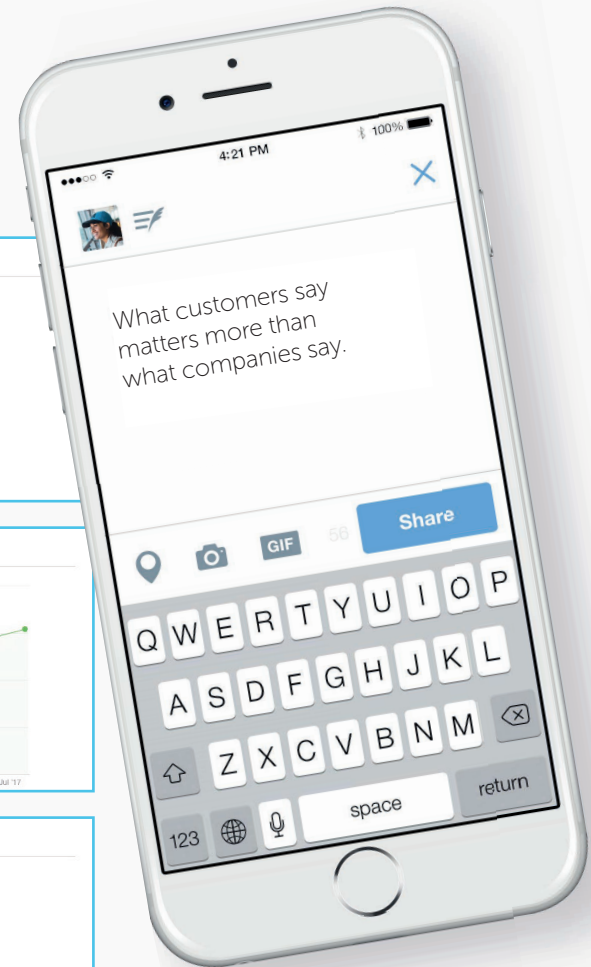 4:21 PM
100%
What customers say
matters more than
what companies say.
GIF
56
Share
Q W E R T Y U I O P
A S D F G H J K L
Z X C V B N M
123
space
return
Jul '17